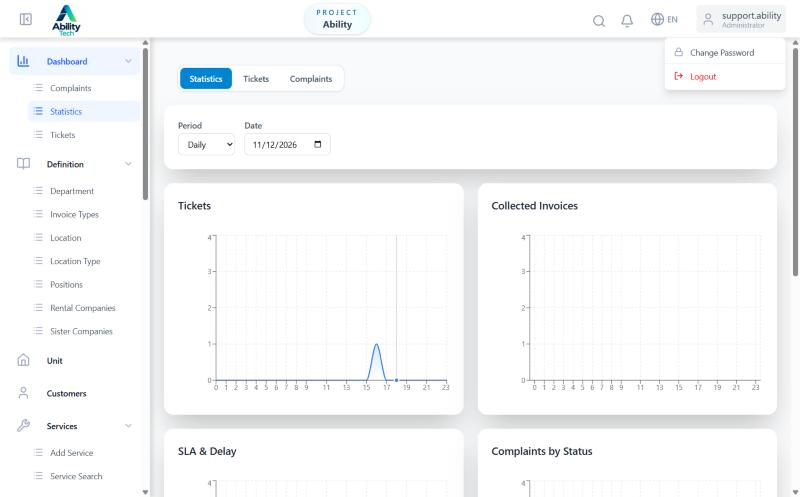 Ability
Tech
PROJECT
Ability
EN
support.ability
Administrator
Change Password
Logout
Dashboard
Complaints
Statistics
Tickets
Definition
Department
Invoice Types
Location
Location Type
Positions
Rental Companies
Sister Companies
Unit
Customers
Services
Add Service
Service Search
Statistics Tickets Complaints
Period Date
Daily 11/12/2026
Tickets
4
3
2
1
0
0 1 2 3 4 5 6 7 8 9 11 13 15 17 19 21 23
Collected Invoices
4
3
2
1
0
0 1 2 3 4 5 6 7 8 9 11 13 15 17 19 21 23
SLA & Delay
4
Complaints by Status
4